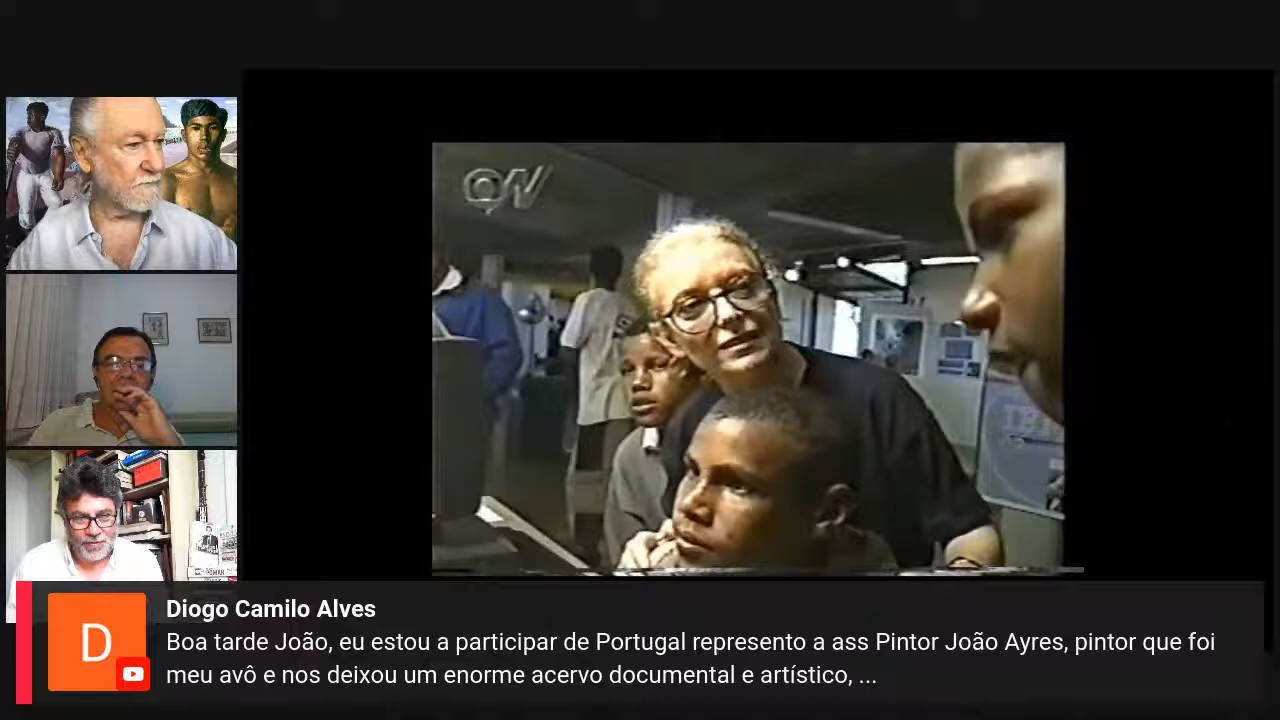 Diogo Camilo Alves
D
Boa tarde João, eu estou a participar de Portugal represento a ass Pintor João Ayres, pintor que foi
meu avô e nos deixou um enorme acervo documental e artístico, ...